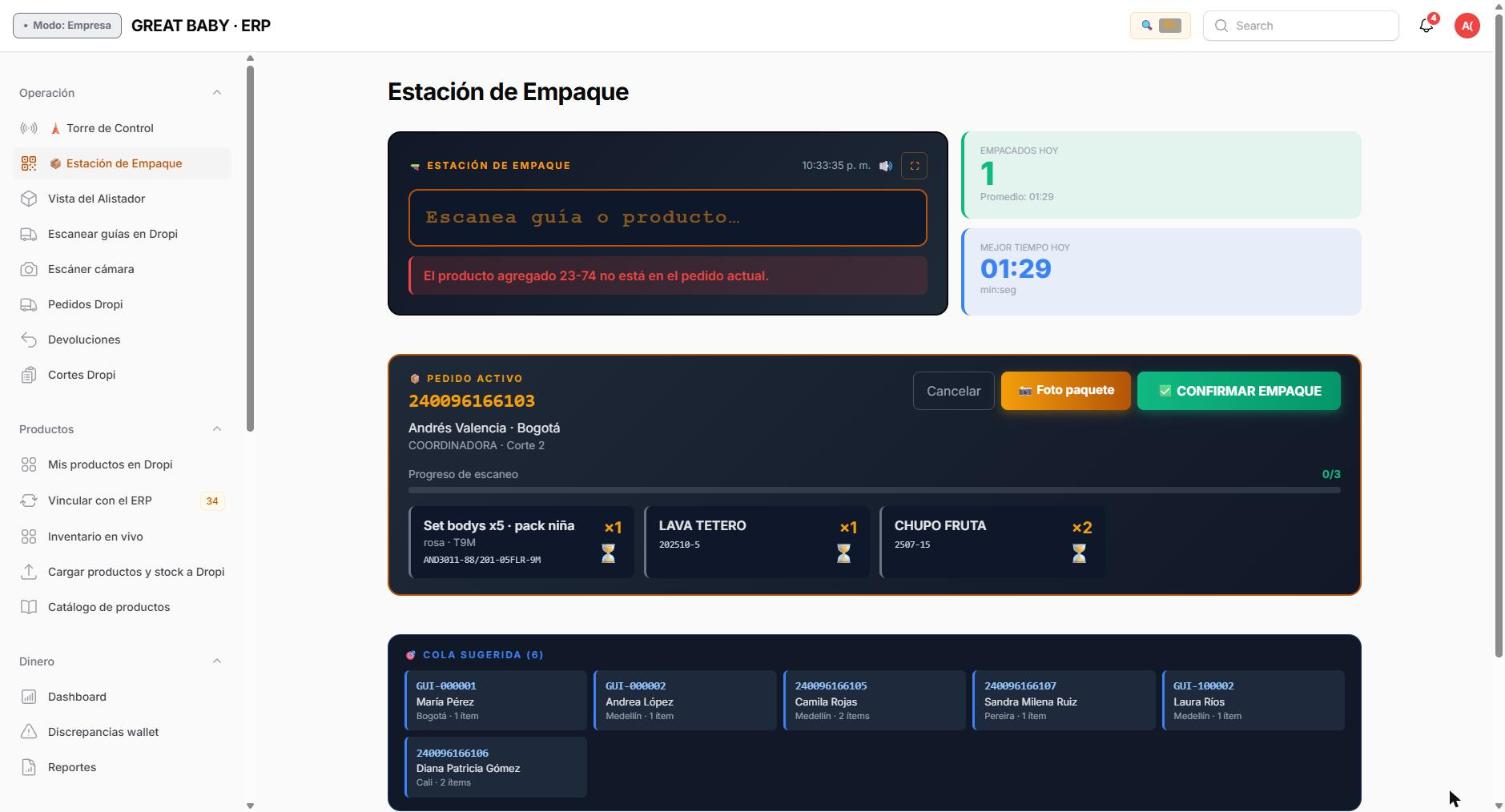 • Modo: Empresa
GREAT BABY · ERP
Search
4
A(
Operación
Torre de Control
Estación de Empaque
Vista del Alistador
Escanear guías en Dropi
Escáner cámara
Pedidos Dropi
Devoluciones
Cortes Dropi
Productos
Mis productos en Dropi
Vincular con el ERP 34
Inventario en vivo
Cargar productos y stock a Dropi
Catálogo de productos
Dinero
Dashboard
Discrepancias wallet
Reportes
Estación de Empaque
ESTACIÓN DE EMPAQUE
10:33:35 p. m.
Escanea guía o producto…
El producto agregado 23-74 no está en el pedido actual.
EMPACADOS HOY
1
Promedio: 01:29
MEJOR TIEMPO HOY
01:29
min:seg
PEDIDO ACTIVO
240096166103
Andrés Valencia · Bogotá
COORDINADORA · Corte 2
Cancelar
Foto paquete
CONFIRMAR EMPAQUE
Progreso de escaneo 0/3
Set bodys x5 · pack niña ×1
rosa · T9M
AND3011-88/201-05FLR-9M
LAVA TETERO ×1
202510-5
CHUPO FRUTA ×2
2507-15
COLA SUGERIDA (6)
GUI-000001
María Pérez
Bogotá · 1 ítem
GUI-000002
Andrea López
Medellín · 1 ítem
240096166105
Camila Rojas
Medellín · 2 ítems
240096166107
Sandra Milena Ruiz
Pereira · 1 ítem
GUI-100002
Laura Ríos
Medellín · 1 ítem
240096166106
Diana Patricia Gómez
Cali · 2 ítems